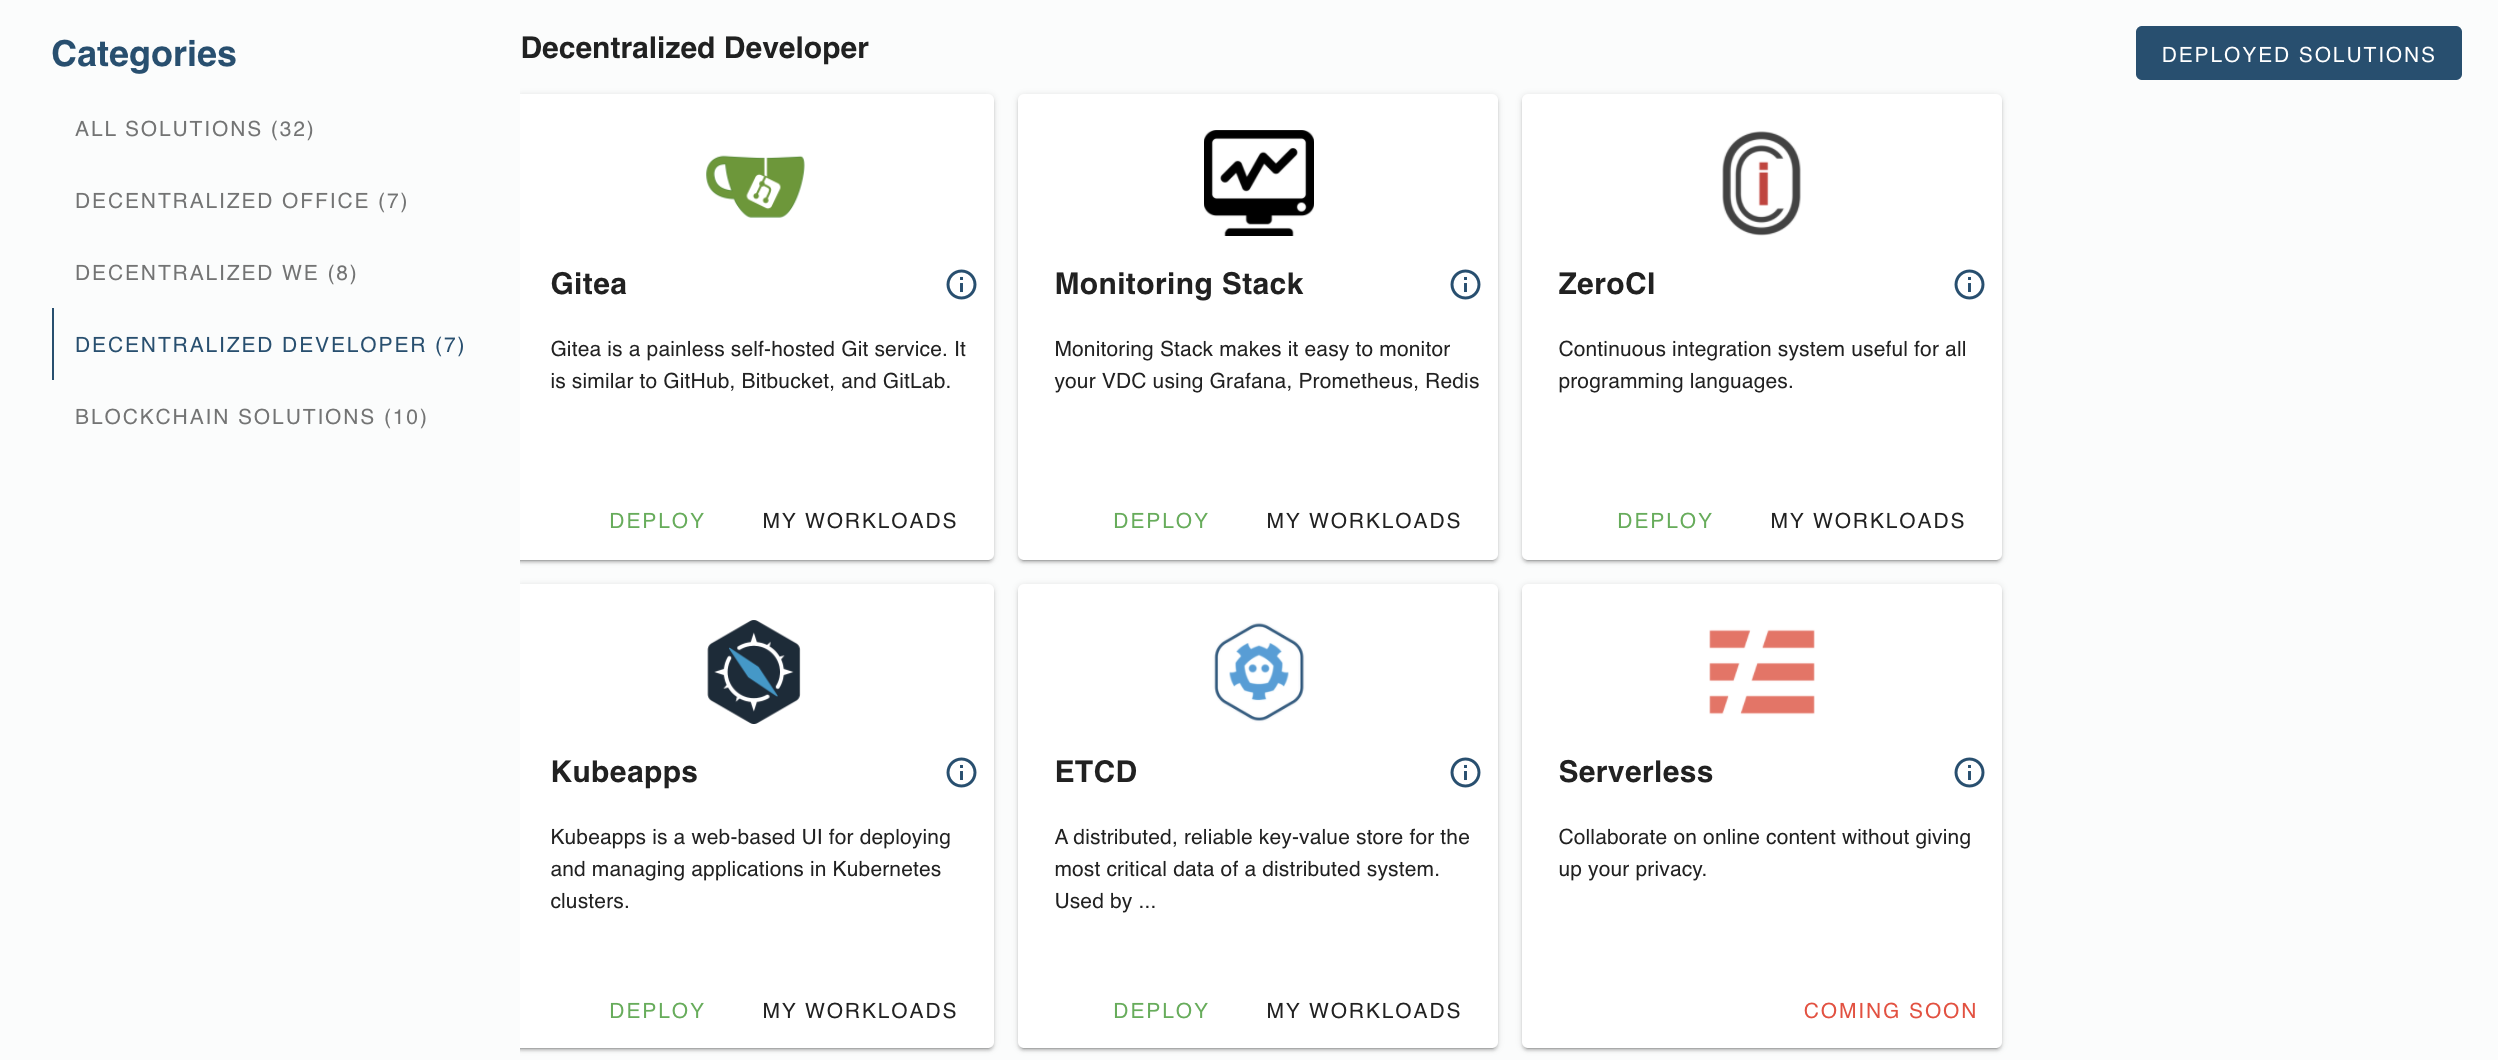 Categories
ALL SOLUTIONS (32)
DECENTRALIZED OFFICE (7)
DECENTRALIZED WE (8)
DECENTRALIZED DEVELOPER (7)
BLOCKCHAIN SOLUTIONS (10)
Decentralized Developer
DEPLOYED SOLUTIONS
Gitea
Gitea is a painless self-hosted Git service. It
is similar to GitHub, Bitbucket, and GitLab.
DEPLOY MY WORKLOADS
Monitoring Stack
Monitoring Stack makes it easy to monitor
your VDC using Grafana, Prometheus, Redis
DEPLOY MY WORKLOADS
ZeroCI
Continuous integration system useful for all
programming languages.
DEPLOY MY WORKLOADS
Kubeapps
Kubeapps is a web-based UI for deploying
and managing applications in Kubernetes
clusters.
DEPLOY MY WORKLOADS
ETCD
A distributed, reliable key-value store for the
most critical data of a distributed system.
Used by ...
DEPLOY MY WORKLOADS
Serverless
Collaborate on online content without giving
up your privacy.
COMING SOON